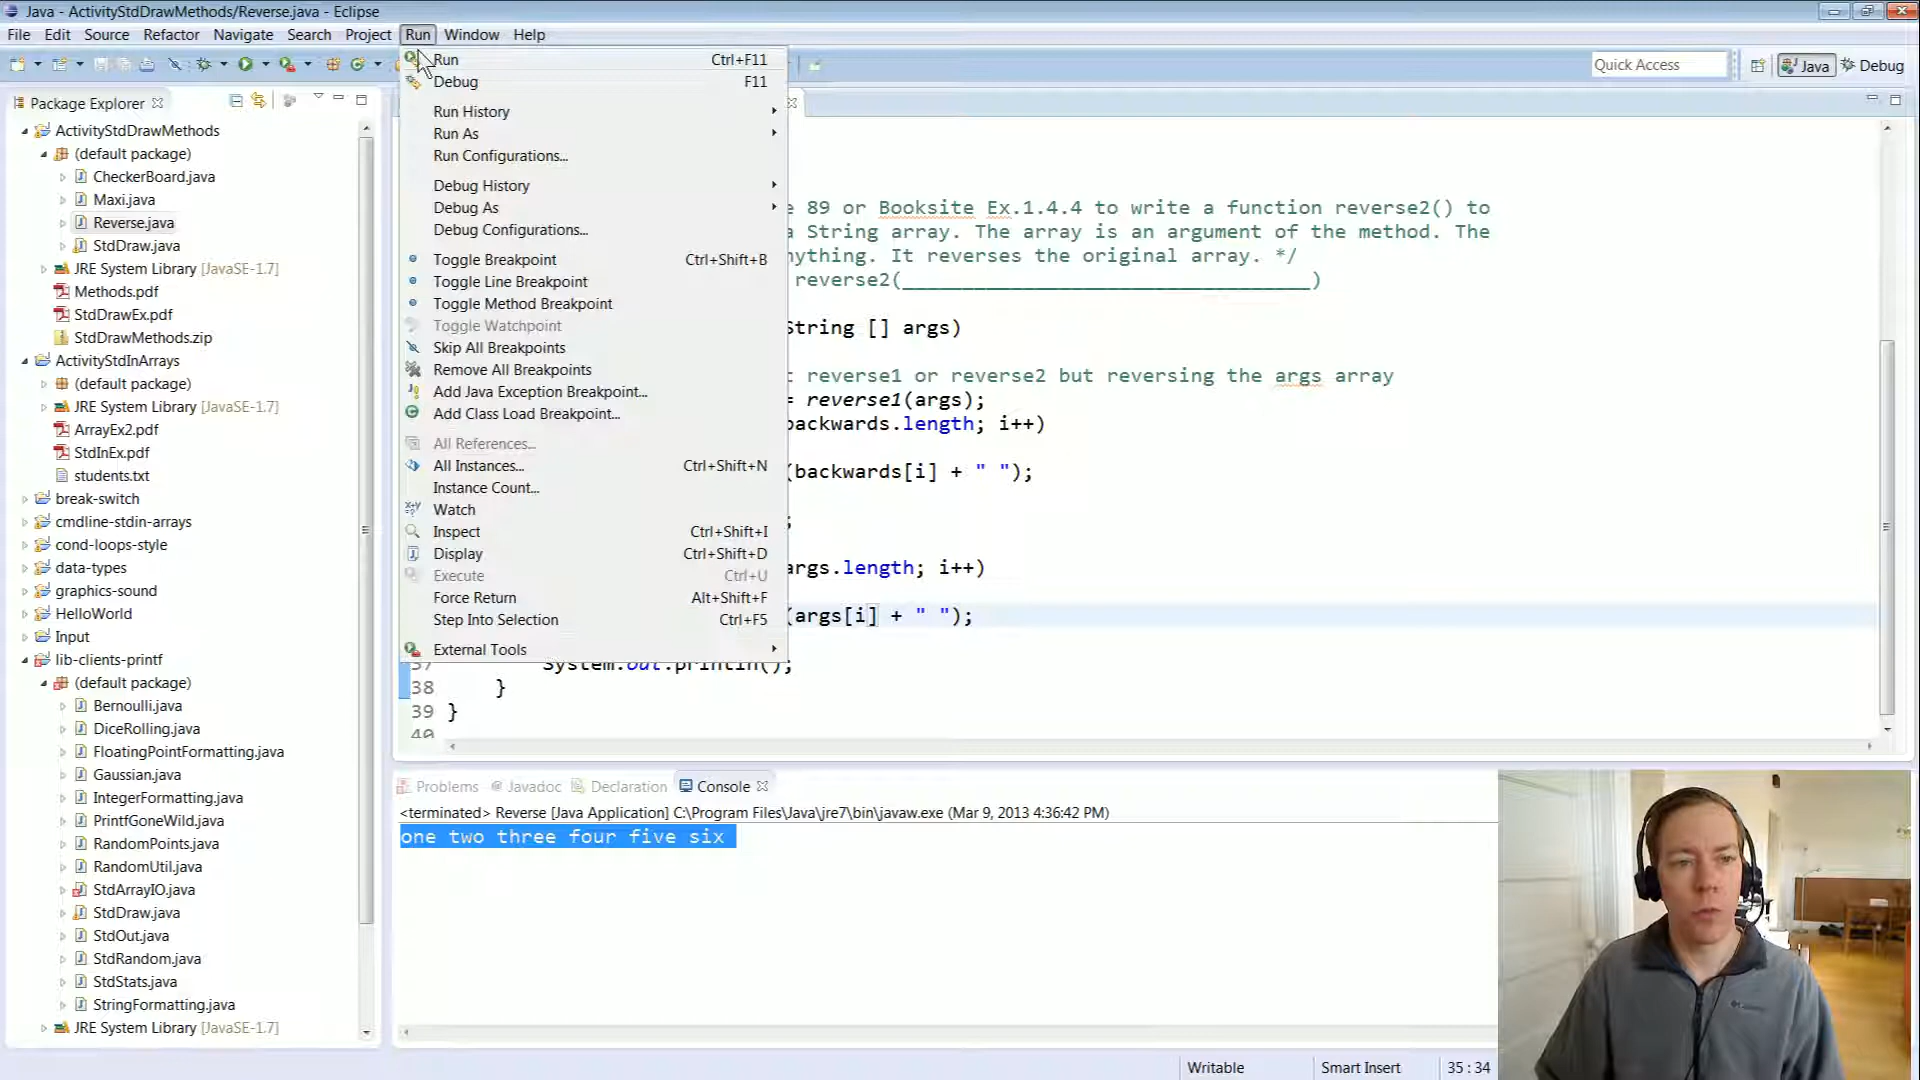 Java - ActivityStdDrawMethods/Reverse.java - Eclipse
File Edit Source Refactor Navigate Search Project Run Window Help
Quick Access Java Debug
Package Explorer
ActivityStdDrawMethods
(default package)
CheckerBoard.java
Maxi.java
Reverse.java
StdDraw.java
JRE System Library [JavaSE-1.7]
Methods.pdf
StdDrawEx.pdf
StdDrawMethods.zip
ActivityStdInArrays
(default package)
JRE System Library [JavaSE-1.7]
ArrayEx2.pdf
StdInEx.pdf
students.txt
break-switch
cmdline-stdin-arrays
cond-loops-style
data-types
graphics-sound
HelloWorld
Input
lib-clients-printf
(default package)
Bernoulli.java
DiceRolling.java
FloatingPointFormatting.java
Gaussian.java
IntegerFormatting.java
PrintfGoneWild.java
RandomPoints.java
RandomUtil.java
StdArrayIO.java
StdDraw.java
StdOut.java
StdRandom.java
StdStats.java
StringFormatting.java
JRE System Library [JavaSE-1.7]
Run Ctrl+F11
Debug F11
Run History
Run As
Run Configurations...
Debug History
Debug As
Debug Configurations...
Toggle Breakpoint Ctrl+Shift+B
Toggle Line Breakpoint
Toggle Method Breakpoint
Toggle Watchpoint
Skip All Breakpoints
Remove All Breakpoints
Add Java Exception Breakpoint...
Add Class Load Breakpoint...
All References...
All Instances... Ctrl+Shift+N
Instance Count...
Watch
Inspect Ctrl+Shift+I
Display Ctrl+Shift+D
Execute Ctrl+U
Force Return Alt+Shift+F
Step Into Selection Ctrl+F5
External Tools
e 89 or Booksite Ex.1.4.4 to write a function reverse2() to
a String array. The array is an argument of the method. The
nything. It reverses the original array. */
reverse2(__________________________________)
String [] args)
t reverse1 or reverse2 but reversing the args array
= reverse1(args);
backwards.length; i++)
(backwards[i] + " ");
;
args.length; i++)
(args[i] + " ");
37 System.out.println();
38 }
39 }
40
Problems Javadoc Declaration Console
<terminated> Reverse [Java Application] C:\Program Files\Java\jre7\bin\javaw.exe (Mar 9, 2013 4:36:42 PM)
one two three four five six
Writable Smart Insert 35 : 34